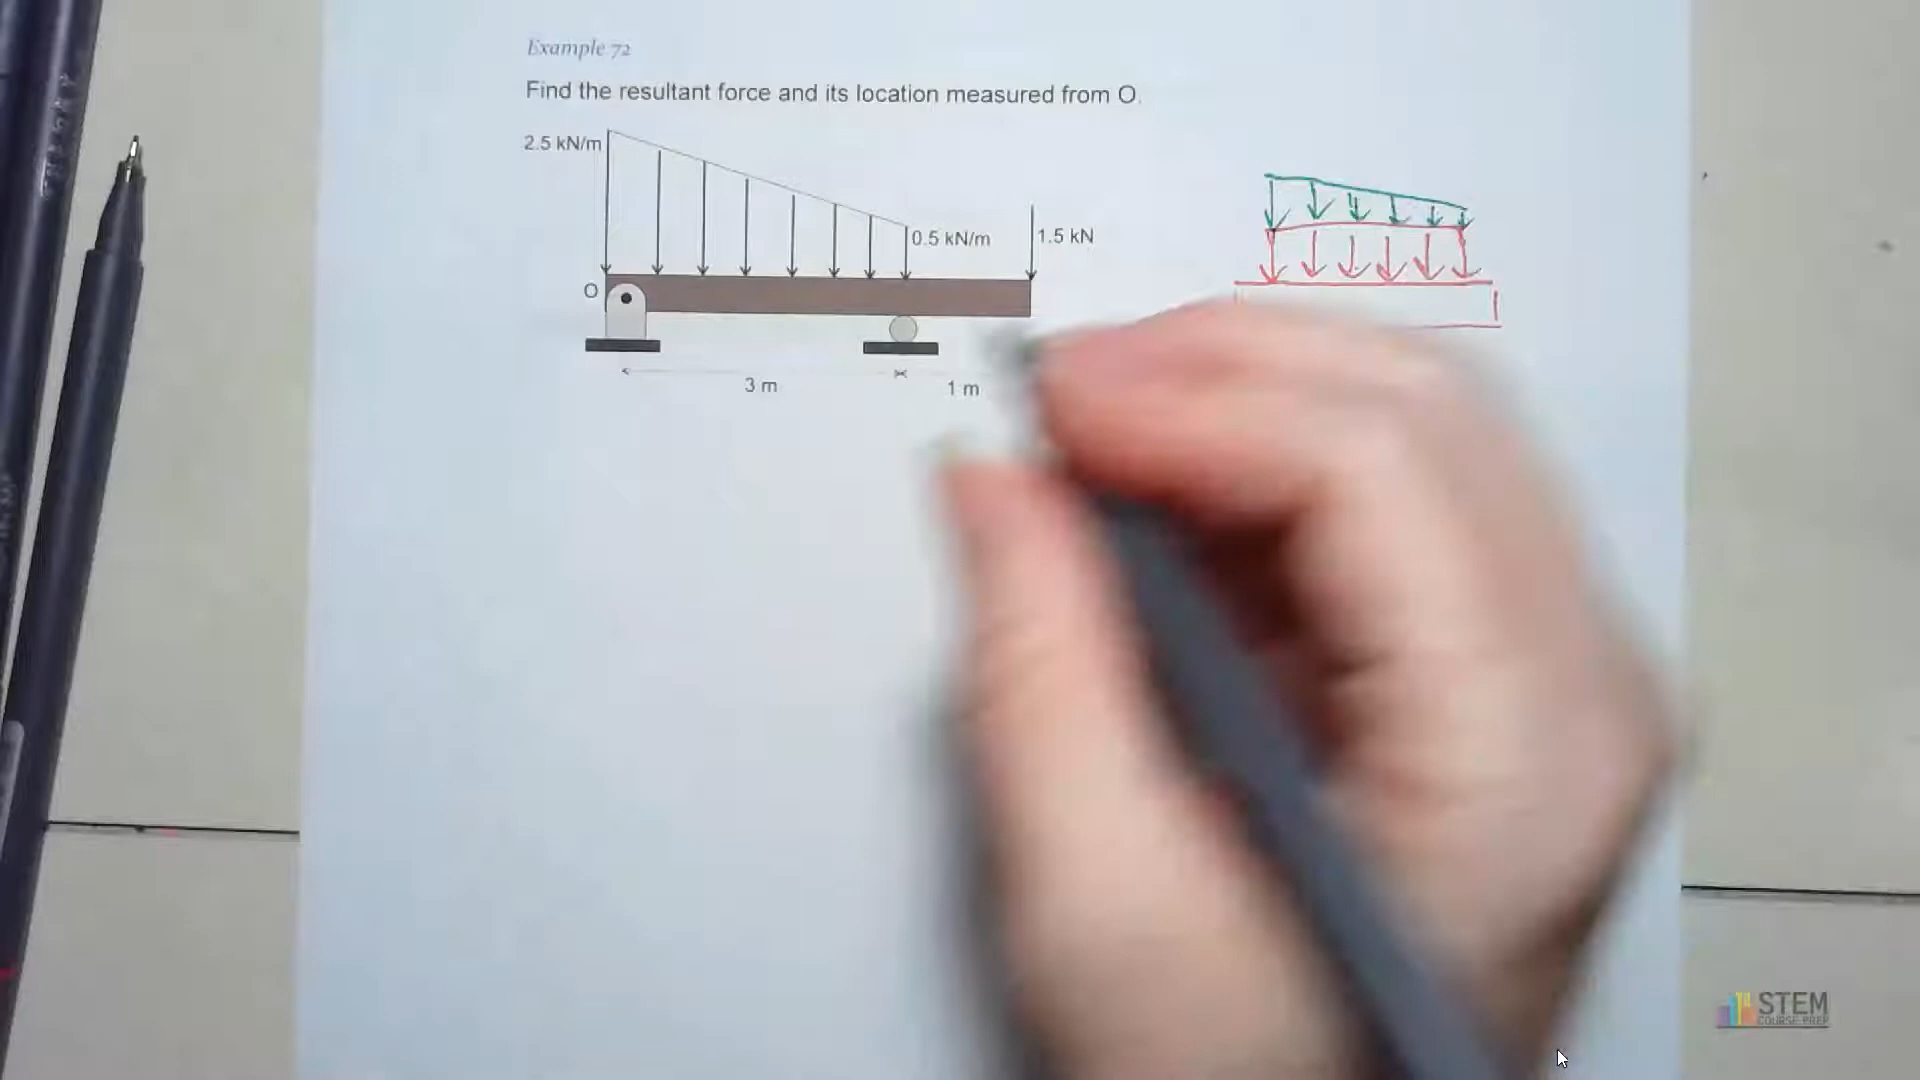 Example 72
Find the resultant force and its location measured from O.
2.5 kN/m
0.5 kN/m
1.5 kN
O
3 m
1 m
STEM
COURSE PREP